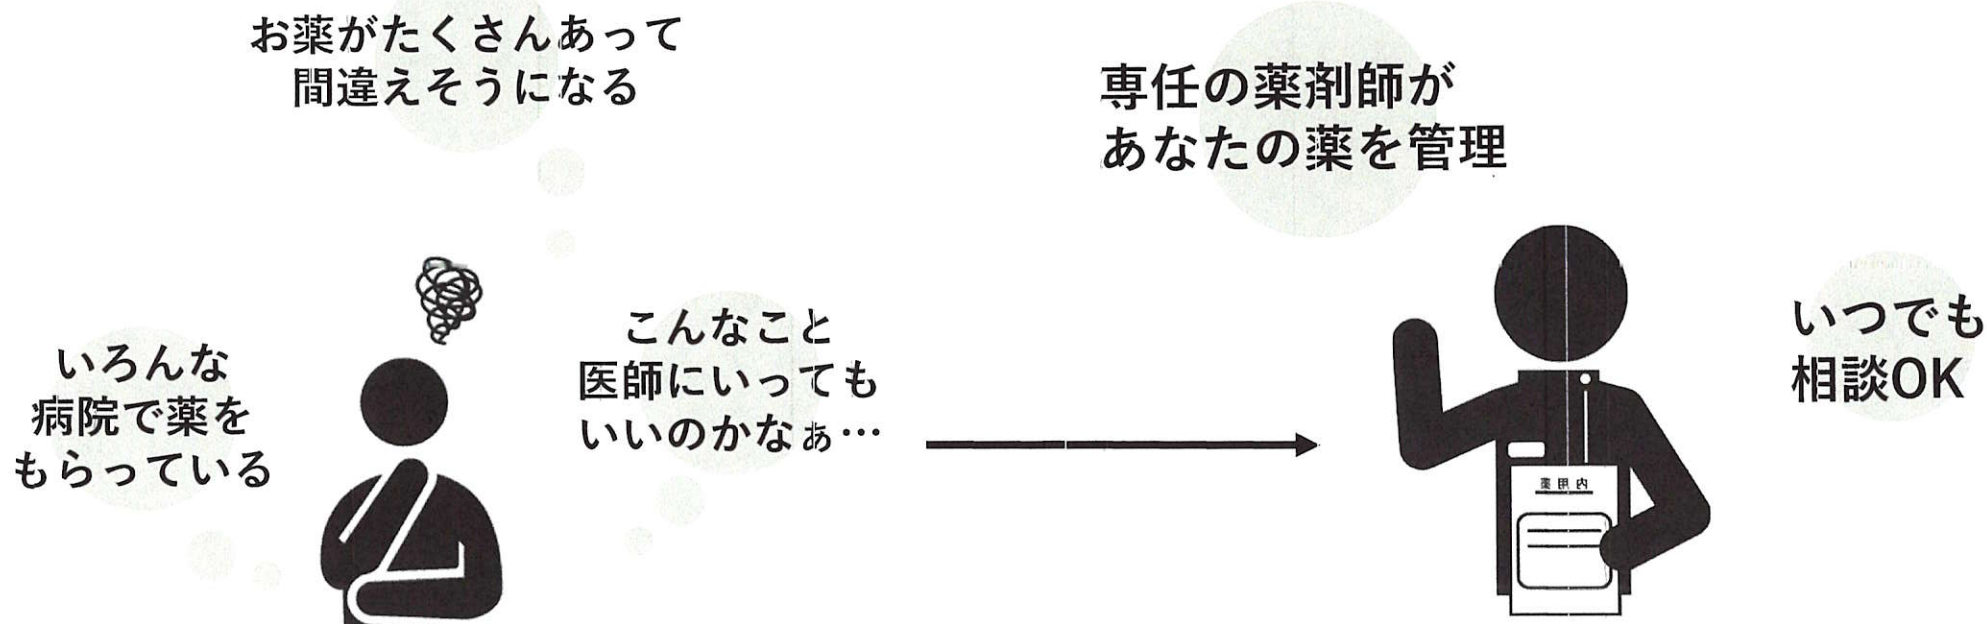 お薬がたくさんあって
間違えそうになる
いろんな
病院で薬を
もらっている
こんなこと
医師にいっても
いいのかなぁ…
専任の薬剤師が
あなたの薬を管理
いつでも
相談OK
内用薬